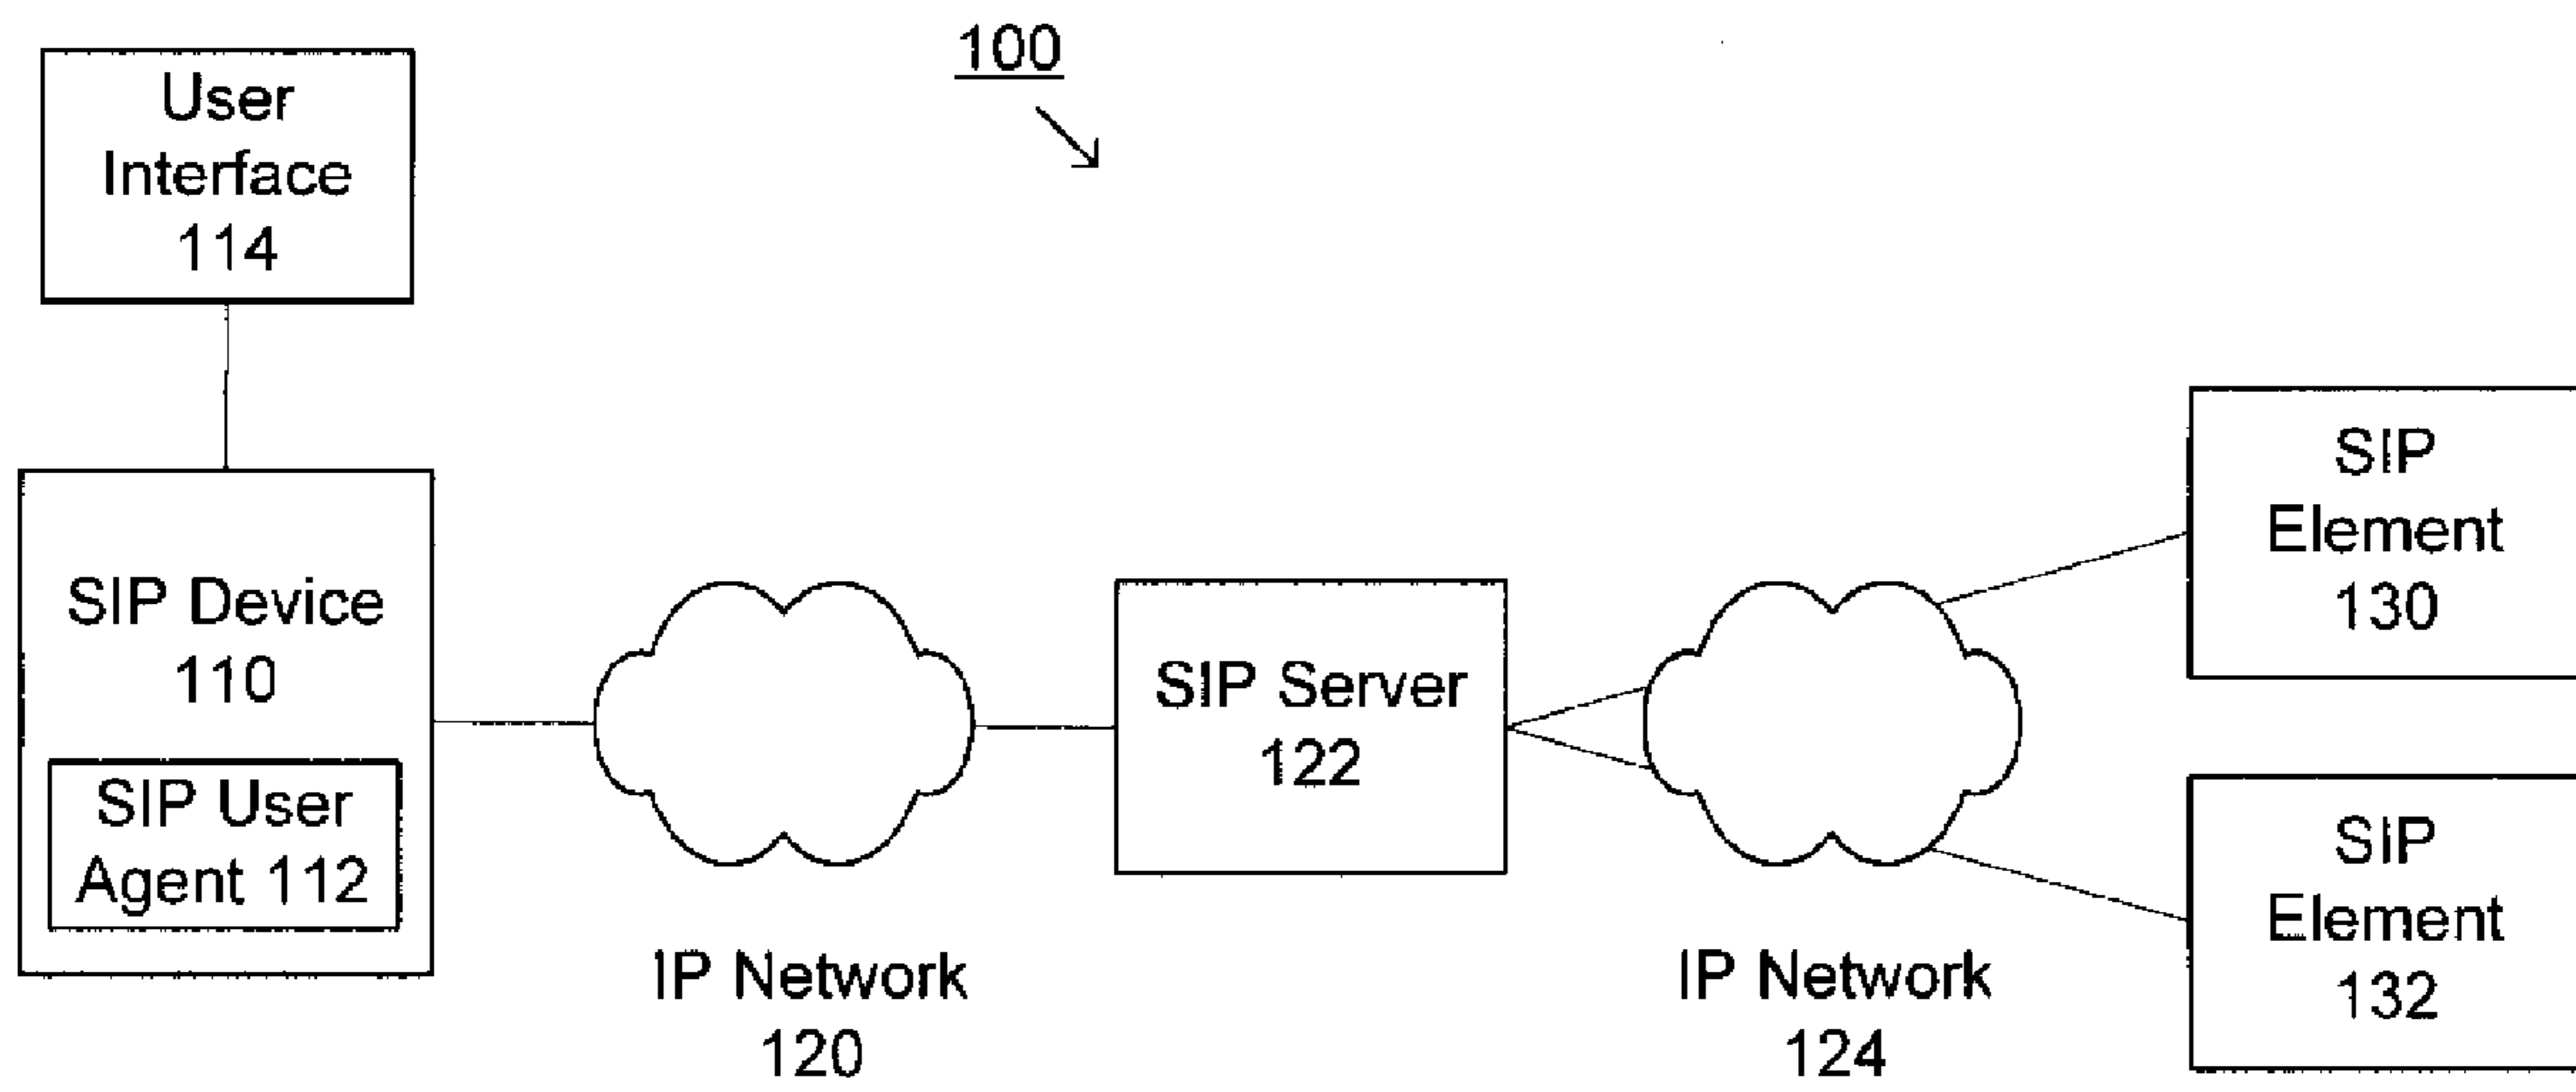 100
User
Interface
114
SIP Device
110
SIP User
Agent 112
IP Network
120
SIP Server
122
IP Network
124
SIP
Element
130
SIP
Element
132